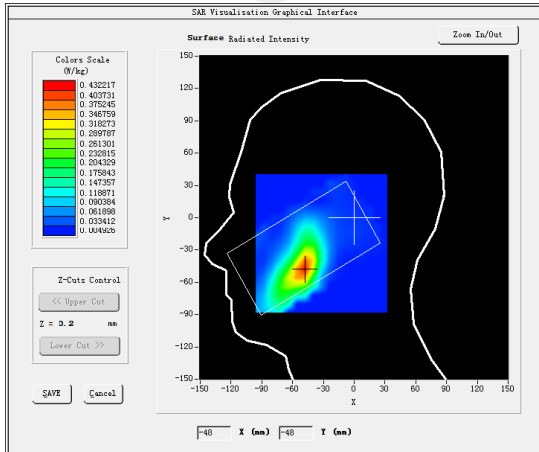 SAR Visualisation Graphical Interface
Surface Radiated Intensity
Zoom In/Out
Colors Scale
(W/kg)
0.432217
0.403731
0.375245
0.346759
0.318273
0.289787
0.261301
0.232815
0.204329
0.175843
0.147357
0.118871
0.090384
0.061898
0.033412
0.004926
Z-Cuts Control
<< Upper Cut
Z = 0.2 mm
Lower Cut >>
SAVE
Cancel
150
120
90
60
30
0
-30
-60
-90
-120
-150
Y
-150 -120 -90 -60 -30 0 30 60 90 120 150
X
-48 X (mm) -48 Y (mm)